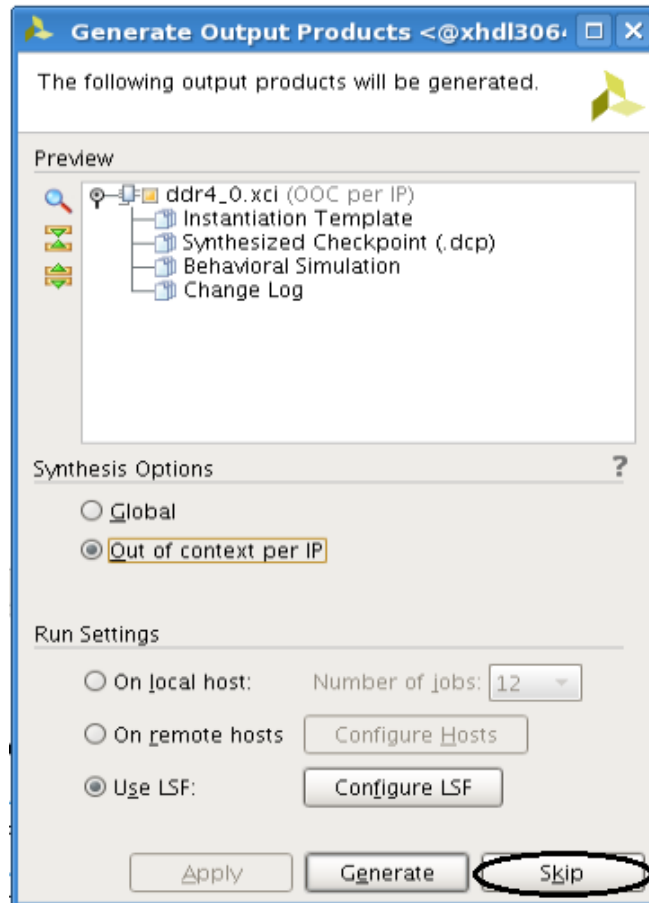 Generate Output Products <@xhdl306
The following output products will be generated.
Preview
ddr4_0.xci (OOC per IP)
Instantiation Template
Synthesized Checkpoint (.dcp)
Behavioral Simulation
Change Log
Synthesis Options ?
Global
Out of context per IP
Run Settings
On local host: Number of jobs: 12
On remote hosts Configure Hosts
Use LSF: Configure LSF
Apply Generate Skip